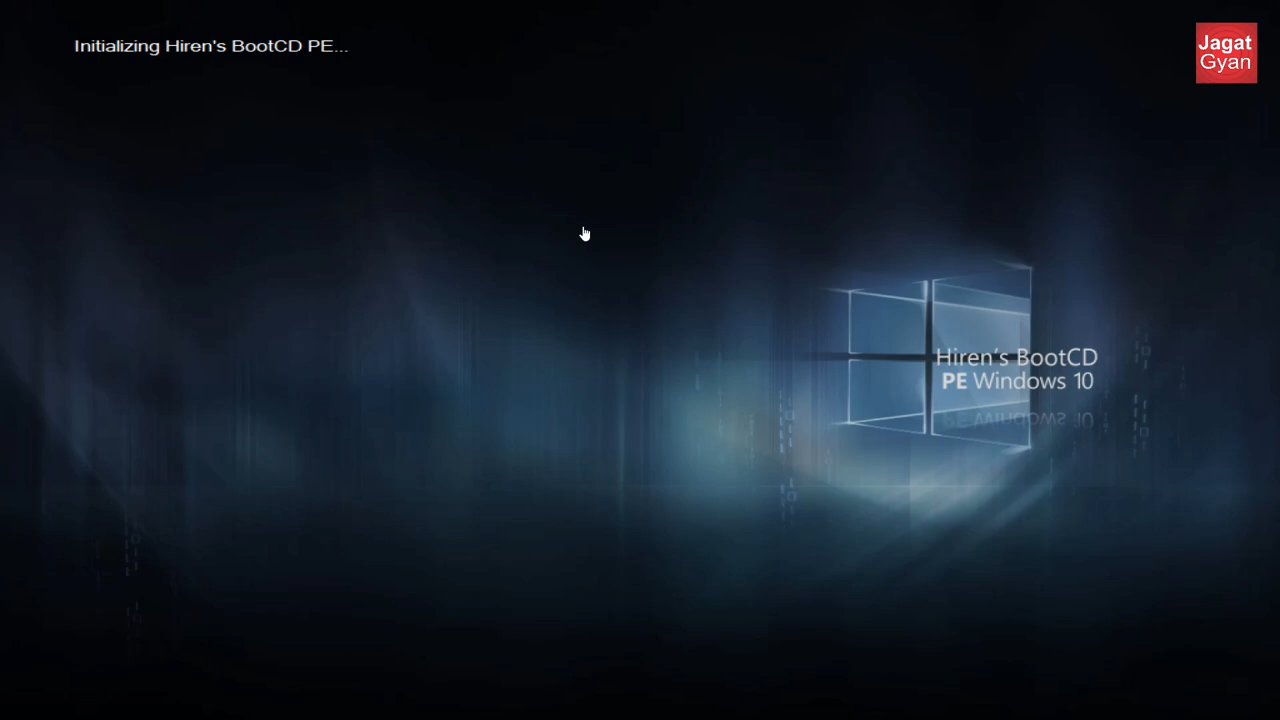 Initializing Hiren's BootCD PE...
Jagat
Gyan
Hiren's BootCD
PE Windows 10